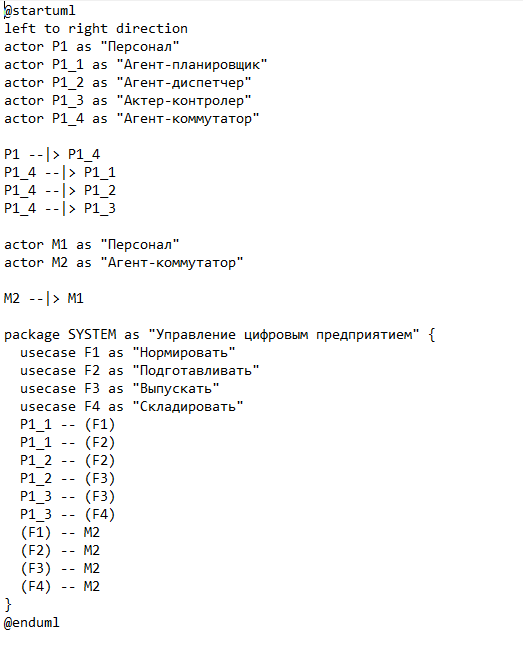 @startuml
left to right direction
actor P1 as "Персонал"
actor P1_1 as "Агент-планировщик"
actor P1_2 as "Агент-диспетчер"
actor P1_3 as "Актер-контролер"
actor P1_4 as "Агент-коммутатор"

P1 --|> P1_4
P1_4 --|> P1_1
P1_4 --|> P1_2
P1_4 --|> P1_3

actor M1 as "Персонал"
actor M2 as "Агент-коммутатор"

M2 --|> M1

package SYSTEM as "Управление цифровым предприятием" {
  usecase F1 as "Нормировать"
  usecase F2 as "Подготавливать"
  usecase F3 as "Выпускать"
  usecase F4 as "Складировать"
  P1_1 -- (F1)
  P1_1 -- (F2)
  P1_2 -- (F2)
  P1_2 -- (F3)
  P1_3 -- (F3)
  P1_3 -- (F4)
  (F1) -- M2
  (F2) -- M2
  (F3) -- M2
  (F4) -- M2
}
@enduml